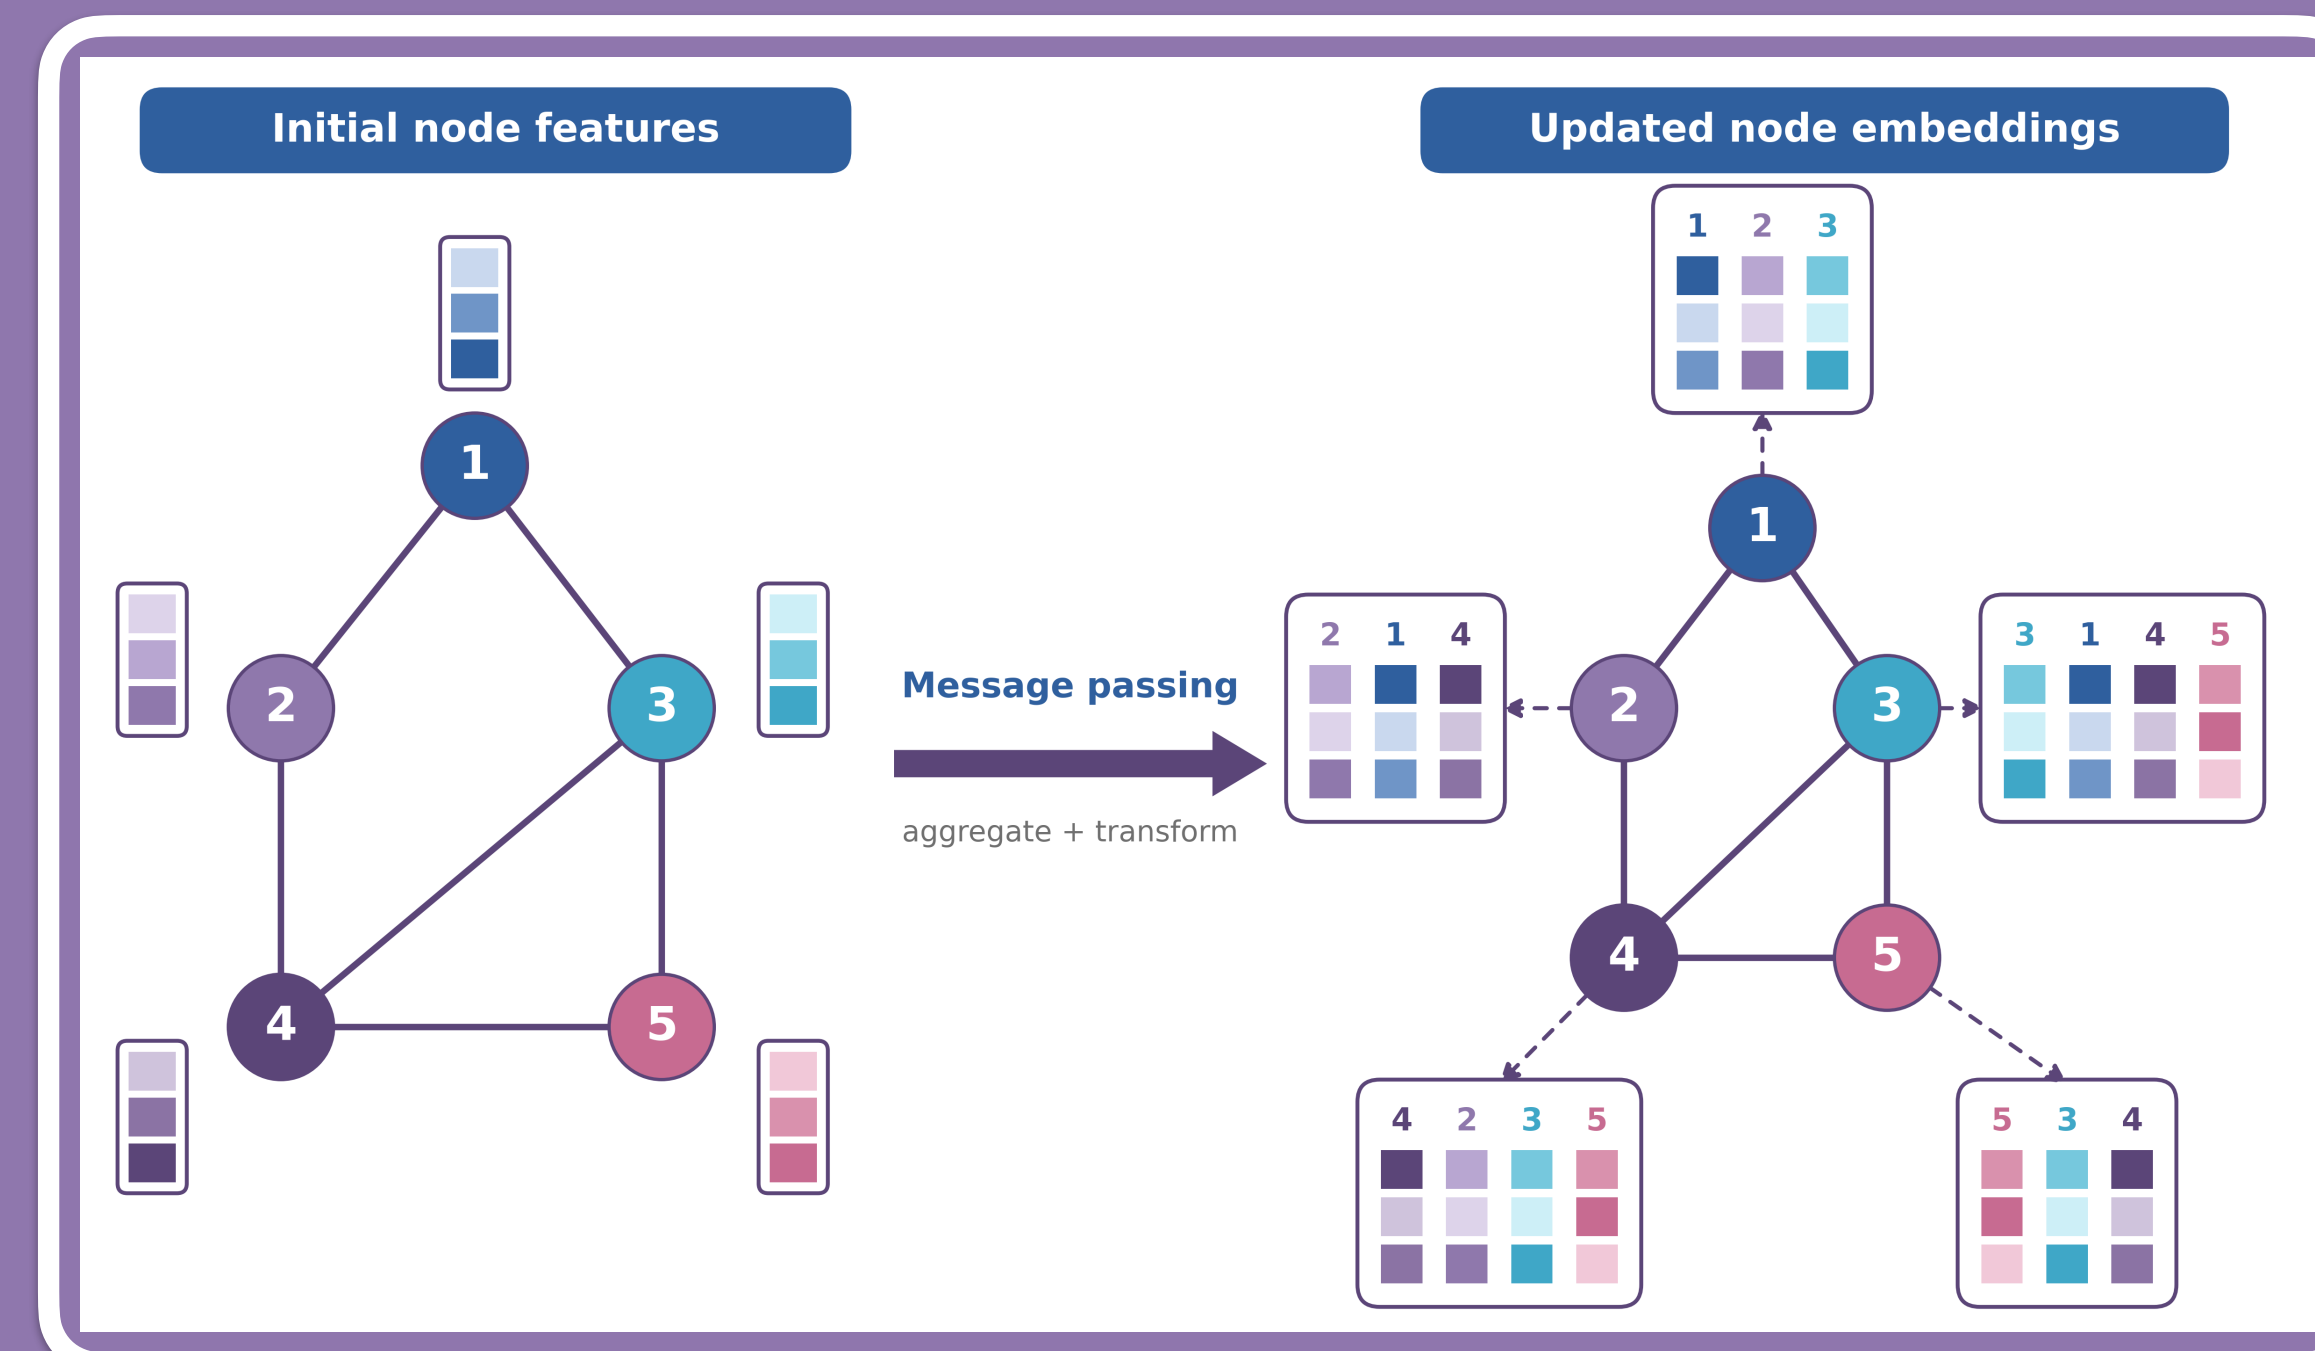 Initial node features
1
2
3
4
5
Message passing
aggregate + transform
Updated node embeddings
1 2 3
1
2 1 4
2
3
3 1 4 5
4
5
4 2 3 5
5 3 4